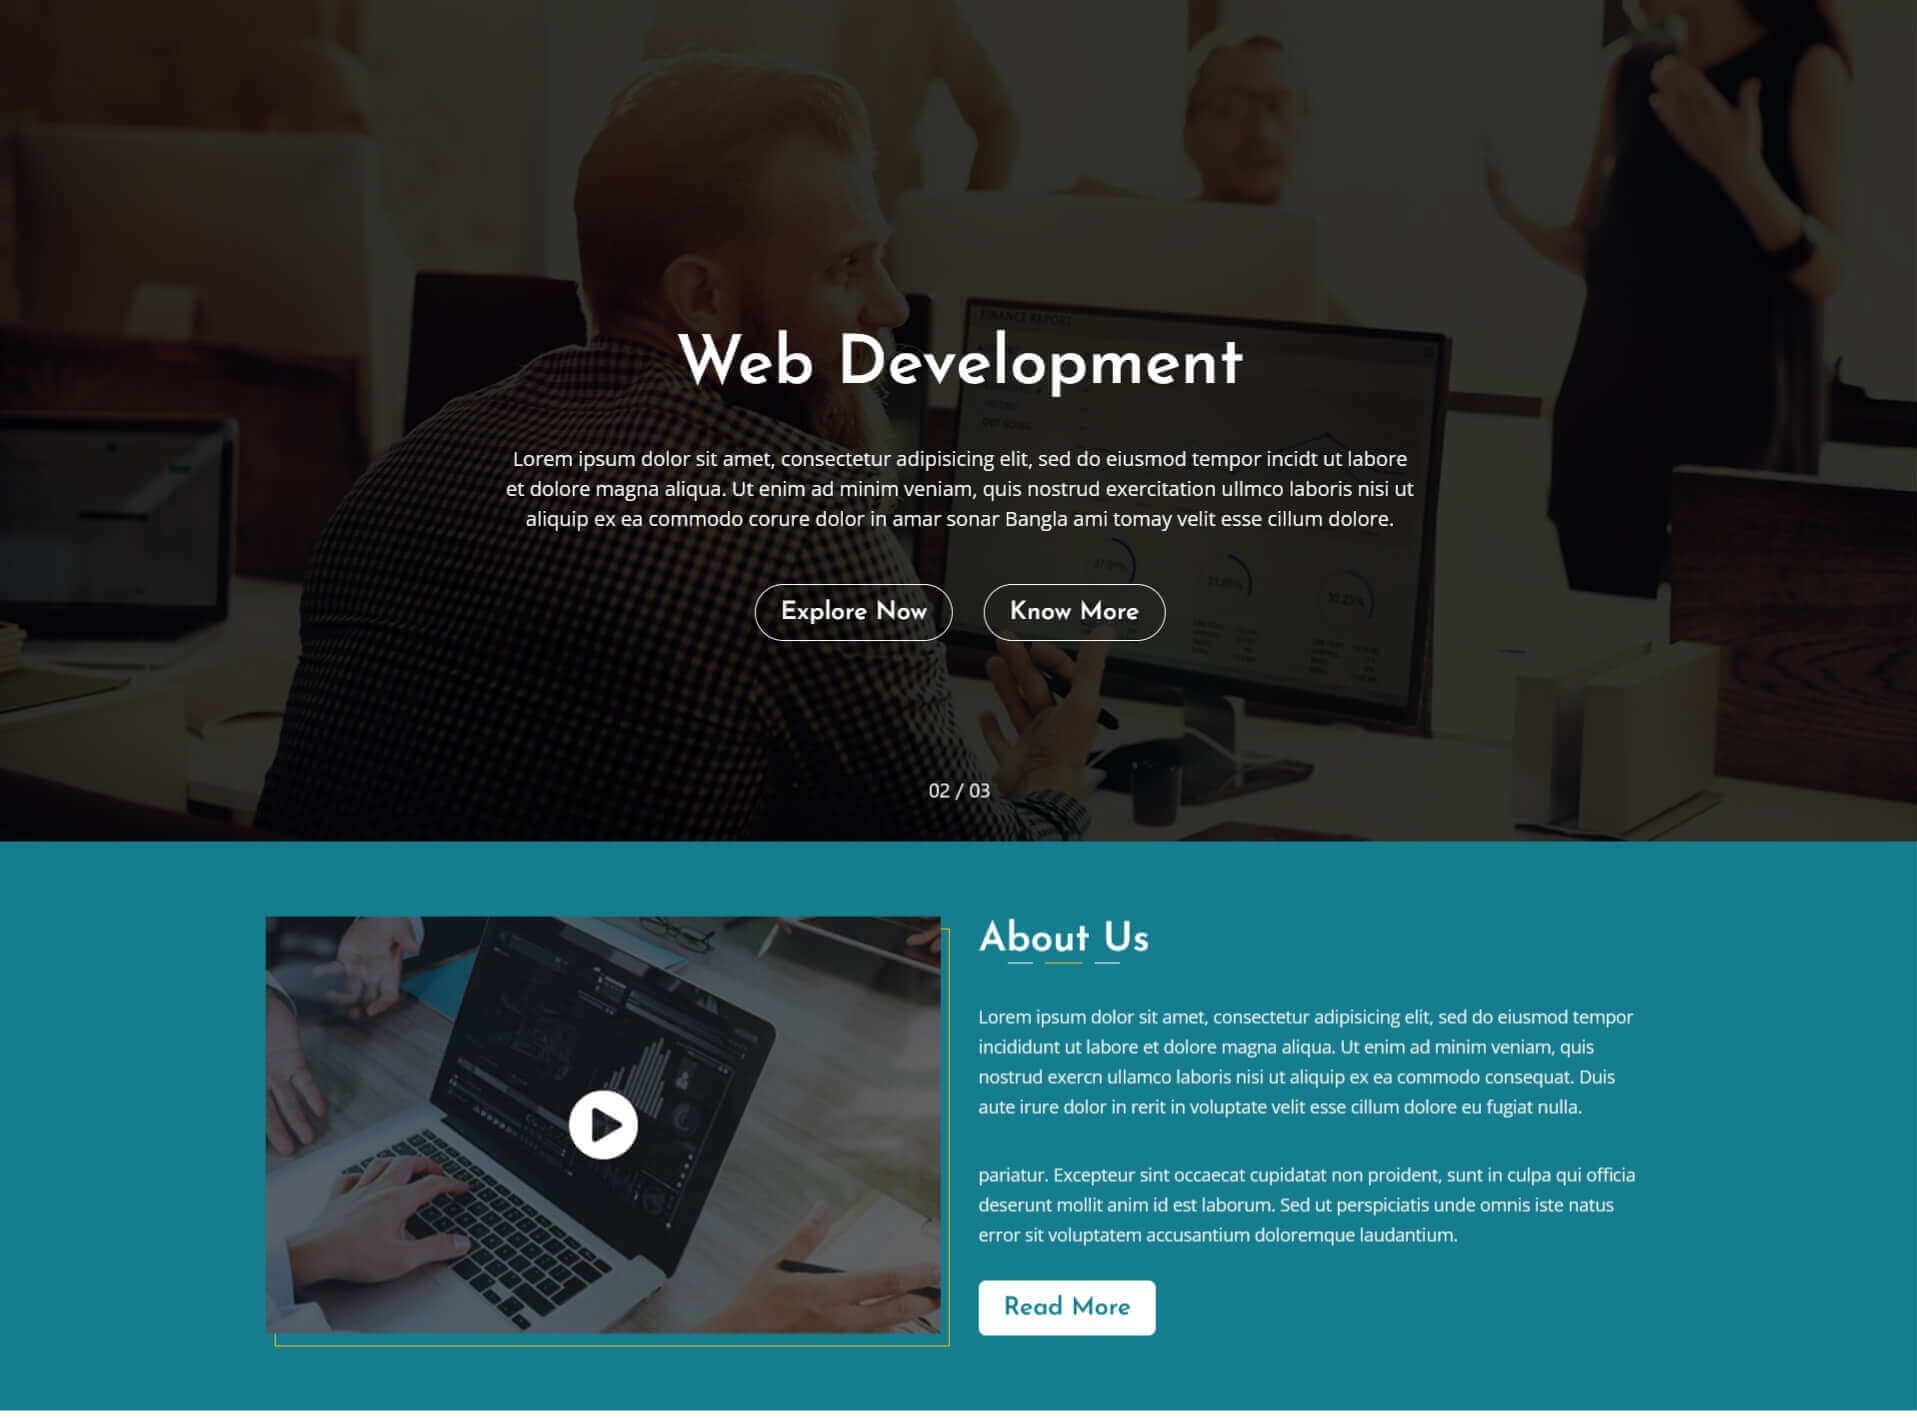 FINANCE REPORT
Web Development
Lorem ipsum dolor sit amet, consectetur adipisicing elit, sed do eiusmod tempor incidt ut labore
et dolore magna aliqua. Ut enim ad minim veniam, quis nostrud exercitation ullmco laboris nisi ut
aliquip ex ea commodo corure dolor in amar sonar Bangla ami tomay velit esse cillum dolore.
Explore Now
Know More
02 / 03
About Us
Lorem ipsum dolor sit amet, consectetur adipisicing elit, sed do eiusmod tempor
incididunt ut labore et dolore magna aliqua. Ut enim ad minim veniam, quis
nostrud exercn ullamco laboris nisi ut aliquip ex ea commodo consequat. Duis
aute irure dolor in rerit in voluptate velit esse cillum dolore eu fugiat nulla.
pariatur. Excepteur sint occaecat cupidatat non proident, sunt in culpa qui officia
deserunt mollit anim id est laborum. Sed ut perspiciatis unde omnis iste natus
error sit voluptatem accusantium doloremque laudantium.
Read More